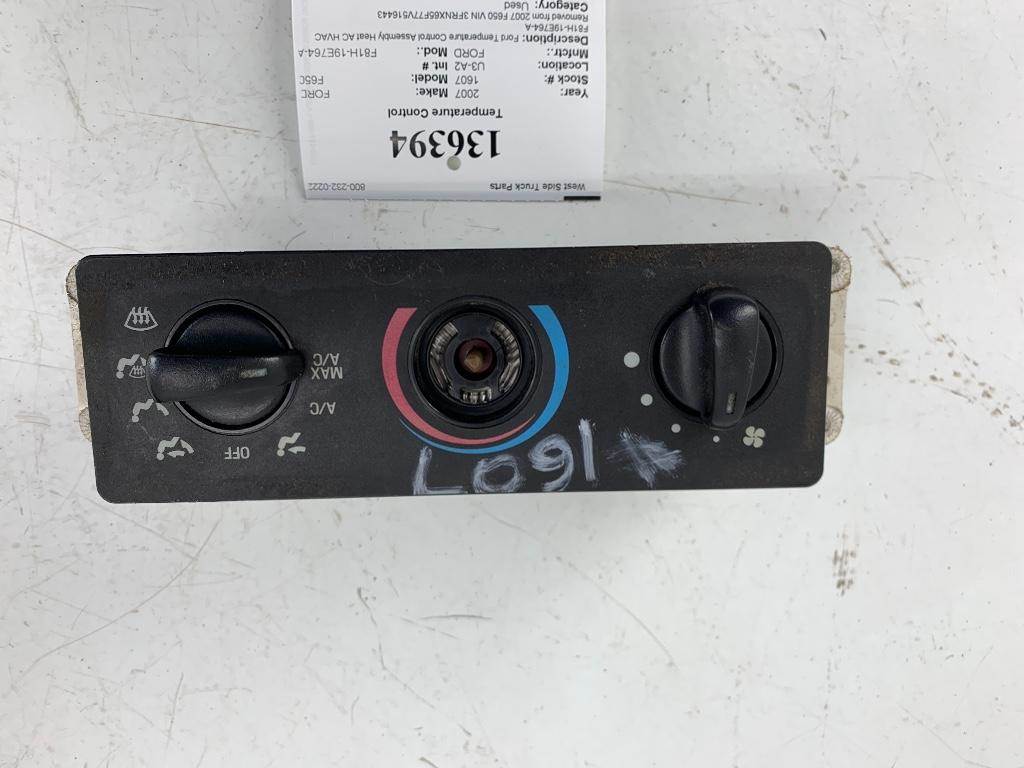 1607
OFF
A/C
MAX
A/C
West Side Truck Parts 800-232-0222
136394
Temperature Control
Year: 2007 Make: FORD
Stock #: 1607 Model: F650
Location: U3-A2 Int. #
Mnfctr.: FORD Mod.: F81H-19E764-A
Description: Ford Temperature Control Assembly Heat AC HVAC
F81H-19E764-A
Removed from 2007 F650 VIN 3FRNX65F77V516443
Category: Used